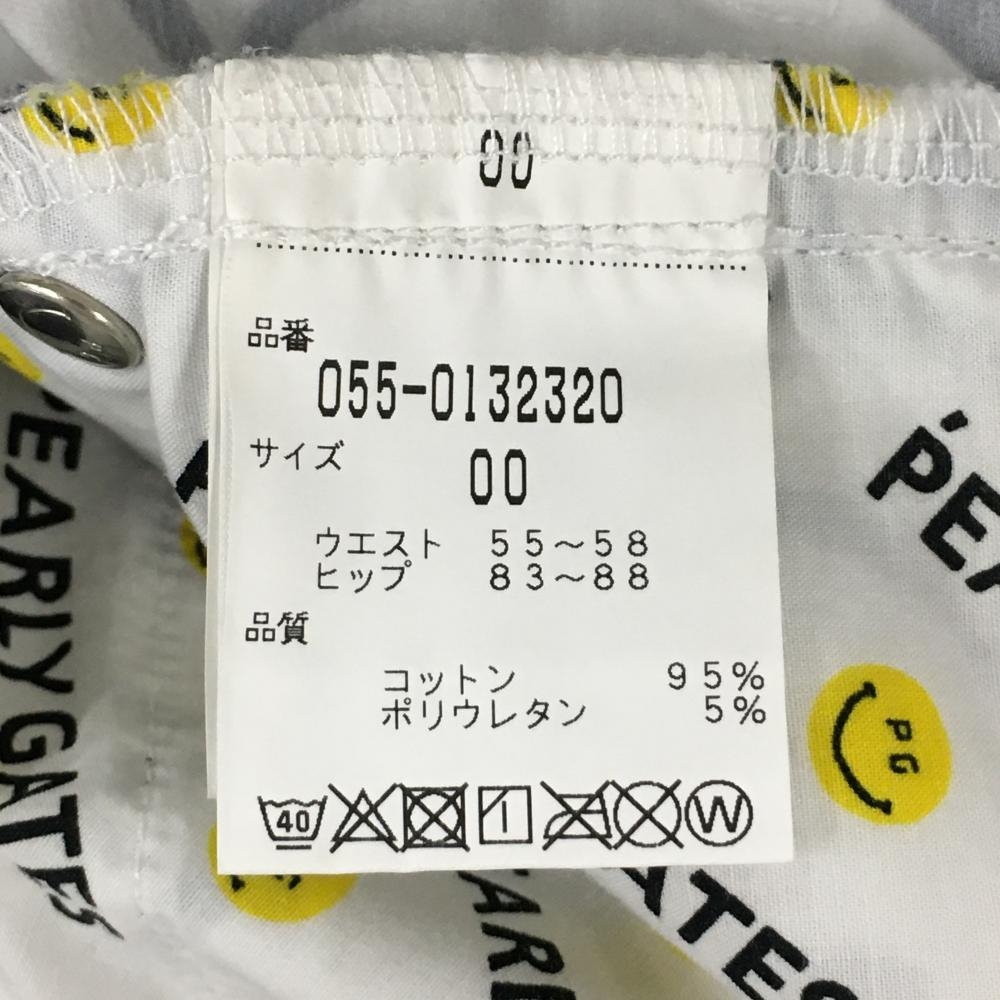 00
品番
055-0132320
サイズ
00
ウエスト 55~58
ヒップ 83~88
品質
コットン 95%
ポリウレタン 5%
40
W
PEARLY GATES
PG